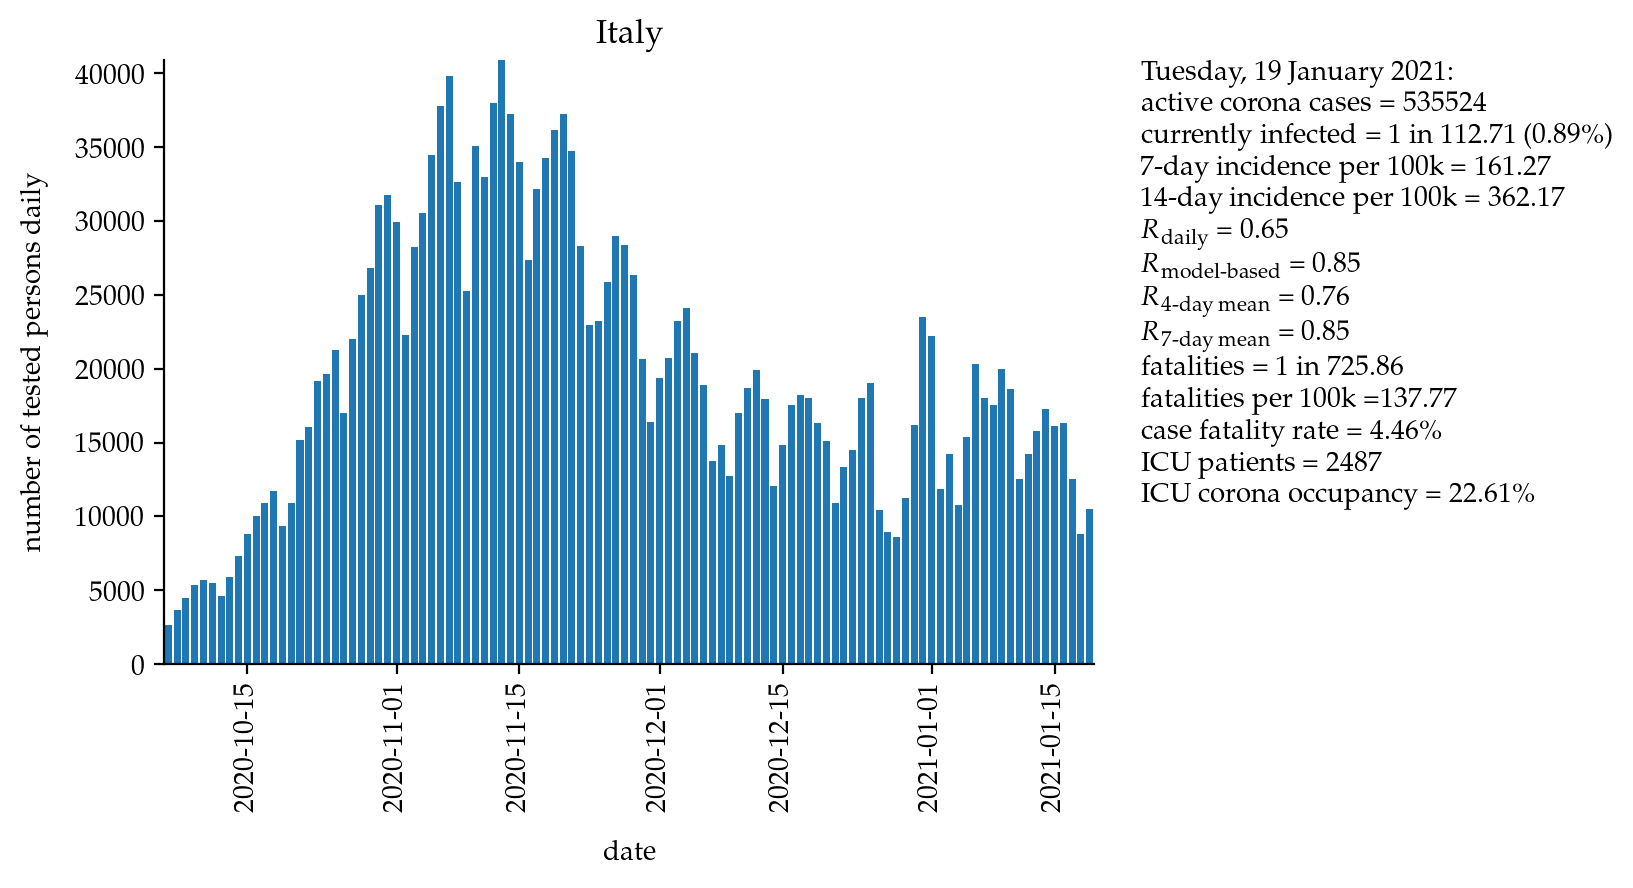 Italy
40000
35000
30000
25000
20000
15000
10000
5000
0
number of tested persons daily
2020-10-15
2020-11-01
2020-11-15
2020-12-01
2020-12-15
2021-01-01
2021-01-15
date
Tuesday, 19 January 2021:
active corona cases = 535524
currently infected = 1 in 112.71 (0.89%)
7-day incidence per 100k = 161.27
14-day incidence per 100k = 362.17
R daily = 0.65
R model-based = 0.85
R 4-day mean = 0.76
R 7-day mean = 0.85
fatalities = 1 in 725.86
fatalities per 100k =137.77
case fatality rate = 4.46%
ICU patients = 2487
ICU corona occupancy = 22.61%